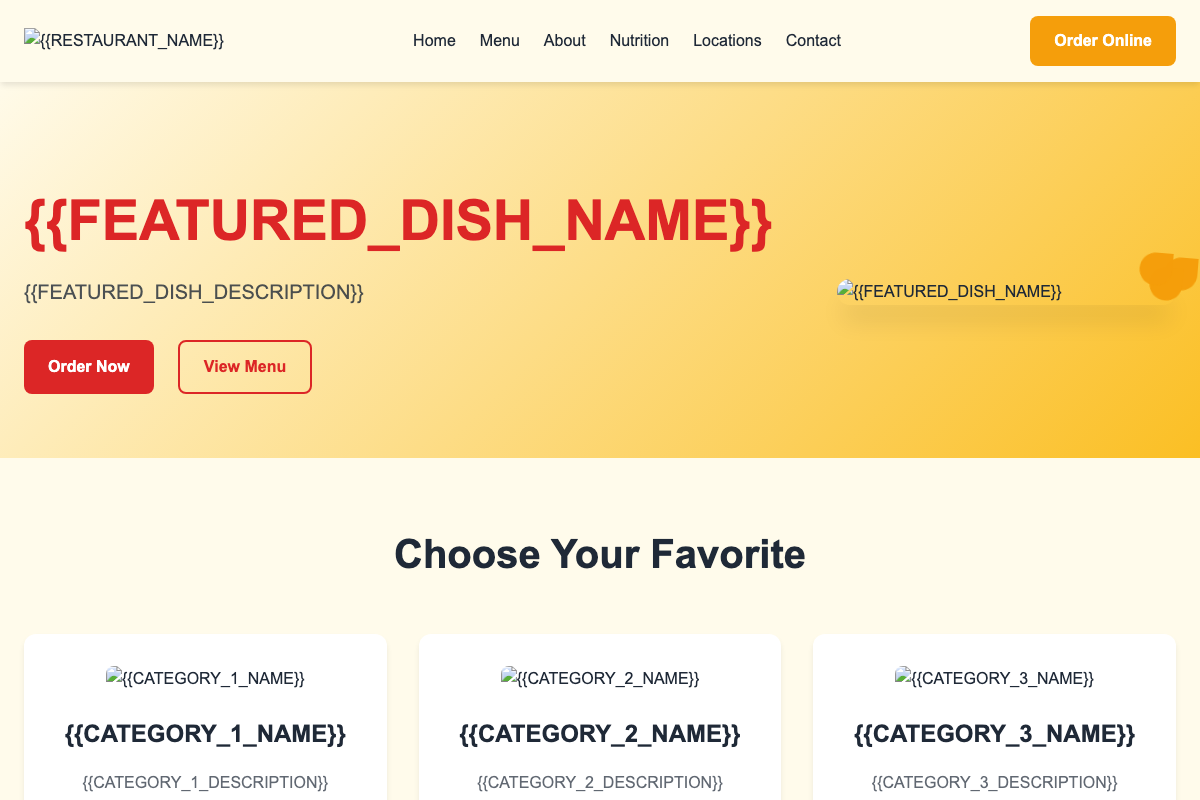 {{RESTAURANT_NAME}}
Home Menu About Nutrition Locations Contact
Order Online
{{FEATURED_DISH_NAME}}
{{FEATURED_DISH_DESCRIPTION}}
{{FEATURED_DISH_NAME}}
Order Now View Menu
Choose Your Favorite
{{CATEGORY_1_NAME}} {{CATEGORY_2_NAME}} {{CATEGORY_3_NAME}}
{{CATEGORY_1_NAME}} {{CATEGORY_2_NAME}} {{CATEGORY_3_NAME}}
{{CATEGORY_1_DESCRIPTION}} {{CATEGORY_2_DESCRIPTION}} {{CATEGORY_3_DESCRIPTION}}